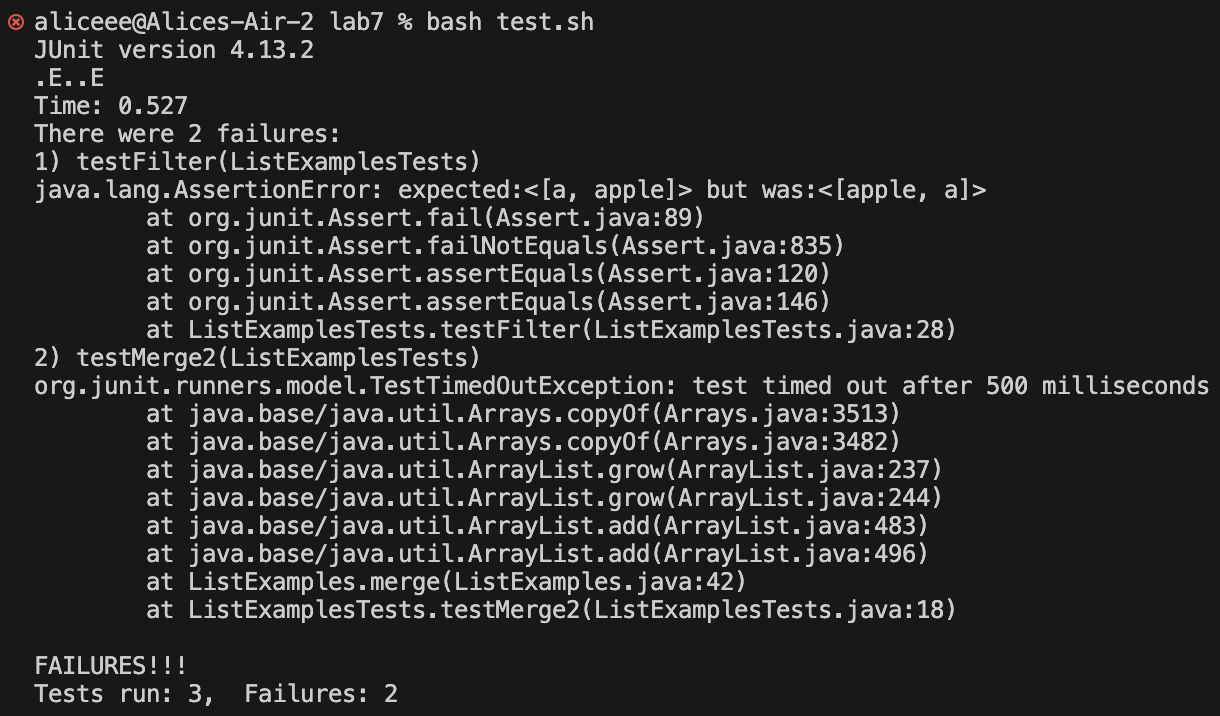 aliceee@Alices-Air-2 lab7 % bash test.sh
JUnit version 4.13.2
.E..E
Time: 0.527
There were 2 failures:
1) testFilter(ListExamplesTests)
java.lang.AssertionError: expected:<[a, apple]> but was:<[apple, a]>
        at org.junit.Assert.fail(Assert.java:89)
        at org.junit.Assert.failNotEquals(Assert.java:835)
        at org.junit.Assert.assertEquals(Assert.java:120)
        at org.junit.Assert.assertEquals(Assert.java:146)
        at ListExamplesTests.testFilter(ListExamplesTests.java:28)
2) testMerge2(ListExamplesTests)
org.junit.runners.model.TestTimedOutException: test timed out after 500 milliseconds
        at java.base/java.util.Arrays.copyOf(Arrays.java:3513)
        at java.base/java.util.Arrays.copyOf(Arrays.java:3482)
        at java.base/java.util.ArrayList.grow(ArrayList.java:237)
        at java.base/java.util.ArrayList.grow(ArrayList.java:244)
        at java.base/java.util.ArrayList.add(ArrayList.java:483)
        at java.base/java.util.ArrayList.add(ArrayList.java:496)
        at ListExamples.merge(ListExamples.java:42)
        at ListExamplesTests.testMerge2(ListExamplesTests.java:18)

FAILURES!!!
Tests run: 3,  Failures: 2